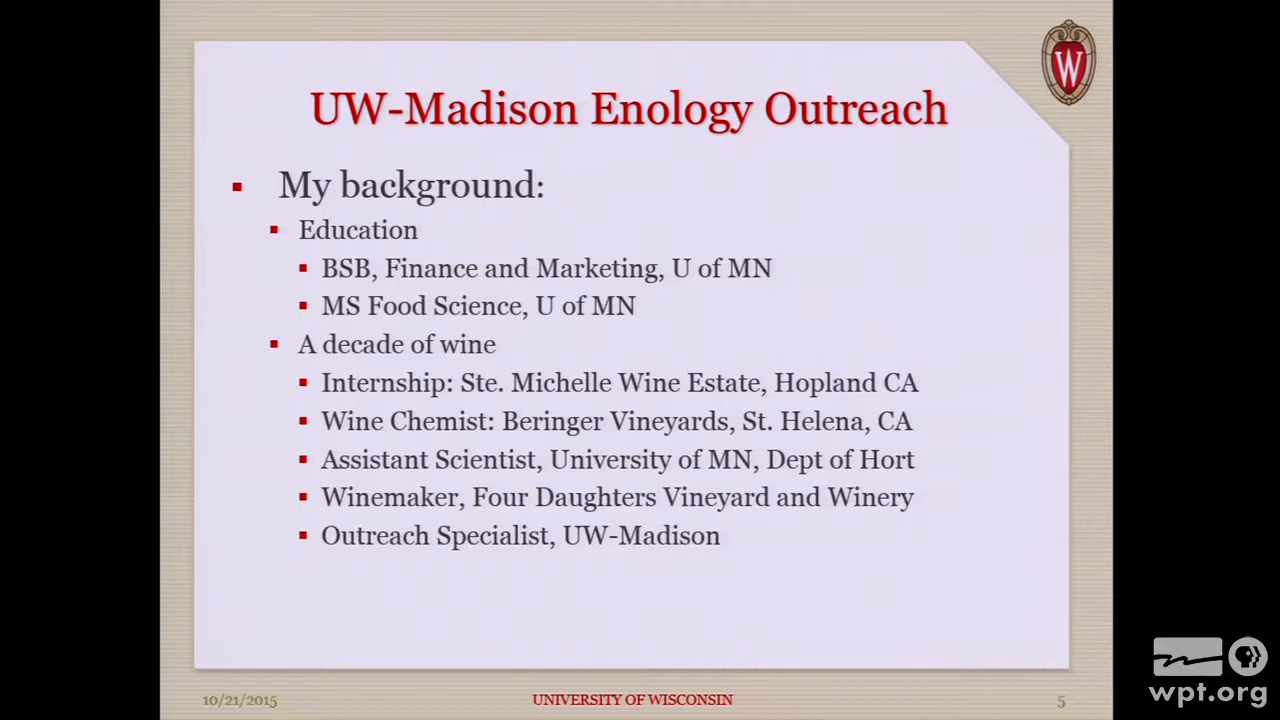 W
UW-Madison Enology Outreach
My background:
Education
BSB, Finance and Marketing, U of MN
MS Food Science, U of MN
A decade of wine
Internship: Ste. Michelle Wine Estate, Hopland CA
Wine Chemist: Beringer Vineyards, St. Helena, CA
Assistant Scientist, University of MN, Dept of Hort
Winemaker, Four Daughters Vineyard and Winery
Outreach Specialist, UW-Madison
10/21/2015
UNIVERSITY OF WISCONSIN
5
wpt.org